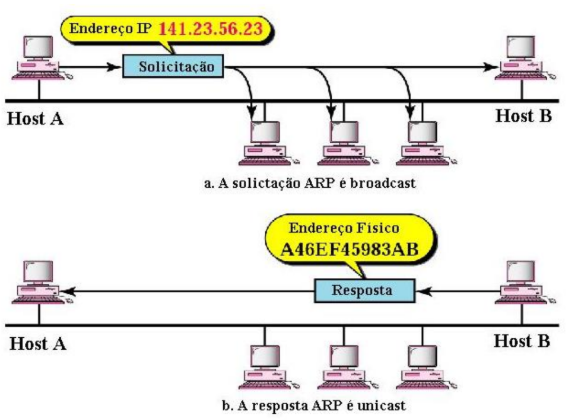 Endereço IP 141.23.56.23
Solicitação
Host A
Host B
a. A solictação ARP é broadcast
Endereço Fisico
A46EF45983AB
Resposta
Host A
Host B
b. A resposta ARP é unicast